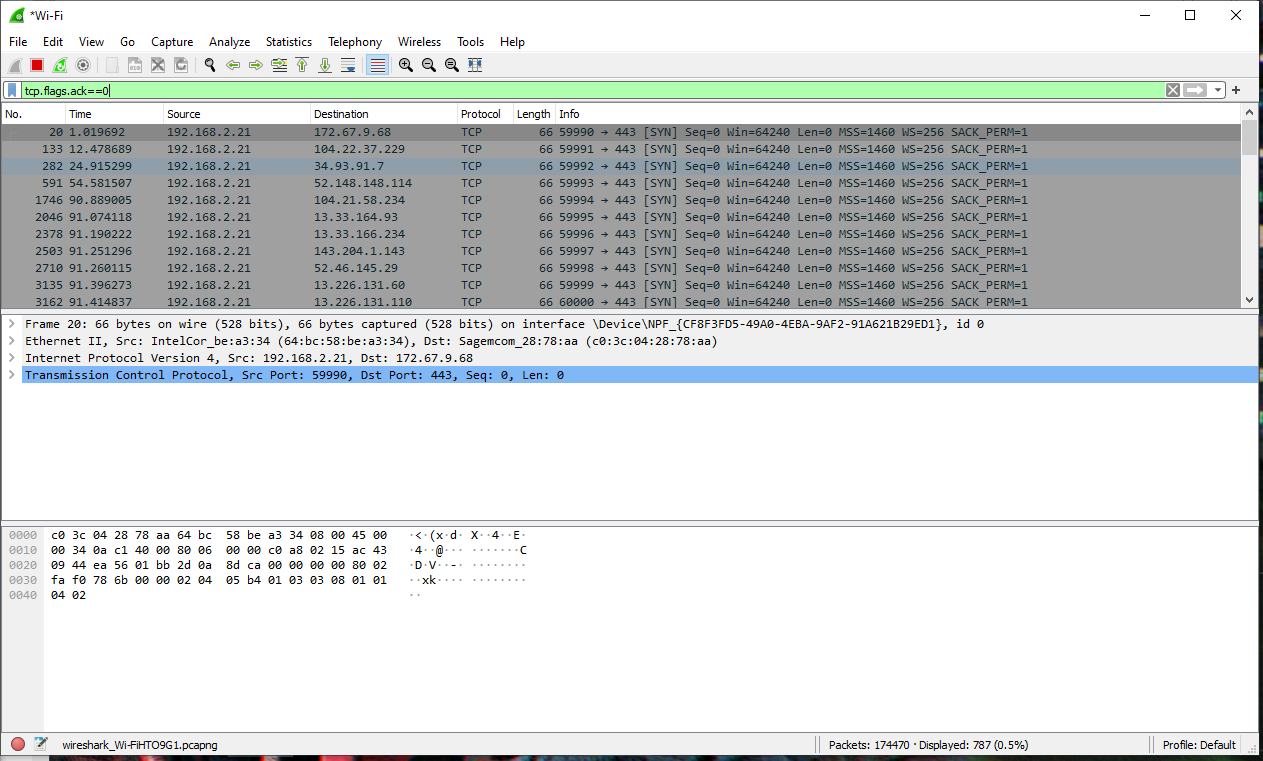 *Wi-Fi
File Edit View Go Capture Analyze Statistics Telephony Wireless Tools Help
tcp.flags.ack==0
No. Time Source Destination Protocol Length Info
20 1.019692 192.168.2.21 172.67.9.68 TCP 66 59990 → 443 [SYN] Seq=0 Win=64240 Len=0 MSS=1460 WS=256 SACK_PERM=1
133 12.478689 192.168.2.21 104.22.37.229 TCP 66 59991 → 443 [SYN] Seq=0 Win=64240 Len=0 MSS=1460 WS=256 SACK_PERM=1
282 24.915299 192.168.2.21 34.93.91.7 TCP 66 59992 → 443 [SYN] Seq=0 Win=64240 Len=0 MSS=1460 WS=256 SACK_PERM=1
591 54.581507 192.168.2.21 52.148.148.114 TCP 66 59993 → 443 [SYN] Seq=0 Win=64240 Len=0 MSS=1460 WS=256 SACK_PERM=1
1746 90.889005 192.168.2.21 104.21.58.234 TCP 66 59994 → 443 [SYN] Seq=0 Win=64240 Len=0 MSS=1460 WS=256 SACK_PERM=1
2046 91.074118 192.168.2.21 13.33.164.93 TCP 66 59995 → 443 [SYN] Seq=0 Win=64240 Len=0 MSS=1460 WS=256 SACK_PERM=1
2378 91.190222 192.168.2.21 13.33.166.234 TCP 66 59996 → 443 [SYN] Seq=0 Win=64240 Len=0 MSS=1460 WS=256 SACK_PERM=1
2503 91.251296 192.168.2.21 143.204.1.143 TCP 66 59997 → 443 [SYN] Seq=0 Win=64240 Len=0 MSS=1460 WS=256 SACK_PERM=1
2710 91.260115 192.168.2.21 52.46.145.29 TCP 66 59998 → 443 [SYN] Seq=0 Win=64240 Len=0 MSS=1460 WS=256 SACK_PERM=1
3135 91.396273 192.168.2.21 13.226.131.60 TCP 66 59999 → 443 [SYN] Seq=0 Win=64240 Len=0 MSS=1460 WS=256 SACK_PERM=1
3162 91.414837 192.168.2.21 13.226.131.110 TCP 66 60000 → 443 [SYN] Seq=0 Win=64240 Len=0 MSS=1460 WS=256 SACK_PERM=1
Frame 20: 66 bytes on wire (528 bits), 66 bytes captured (528 bits) on interface \Device\NPF_{CF8F3FD5-49A0-4EBA-9AF2-91A621B29ED1}, id 0
Ethernet II, Src: IntelCor_be:a3:34 (64:bc:58:be:a3:34), Dst: Sagemcom_28:78:aa (c0:3c:04:28:78:aa)
Internet Protocol Version 4, Src: 192.168.2.21, Dst: 172.67.9.68
Transmission Control Protocol, Src Port: 59990, Dst Port: 443, Seq: 0, Len: 0
0000 c0 3c 04 28 78 aa 64 bc 58 be a3 34 08 00 45 00 ·<·(x·d· X··4··E·
0010 00 34 0a c1 40 00 80 06 00 00 c0 a8 02 15 ac 43 ·4··@··· ·······C
0020 09 44 ea 56 01 bb 2d 0a 8d ca 00 00 00 00 80 02 ·D·V··-· ········
0030 fa f0 78 6b 00 00 02 04 05 b4 01 03 03 08 01 01 ··xk···· ········
0040 04 02 ··
wireshark_Wi-FiHTO9G1.pcapng Packets: 174470 · Displayed: 787 (0.5%) Profile: Default